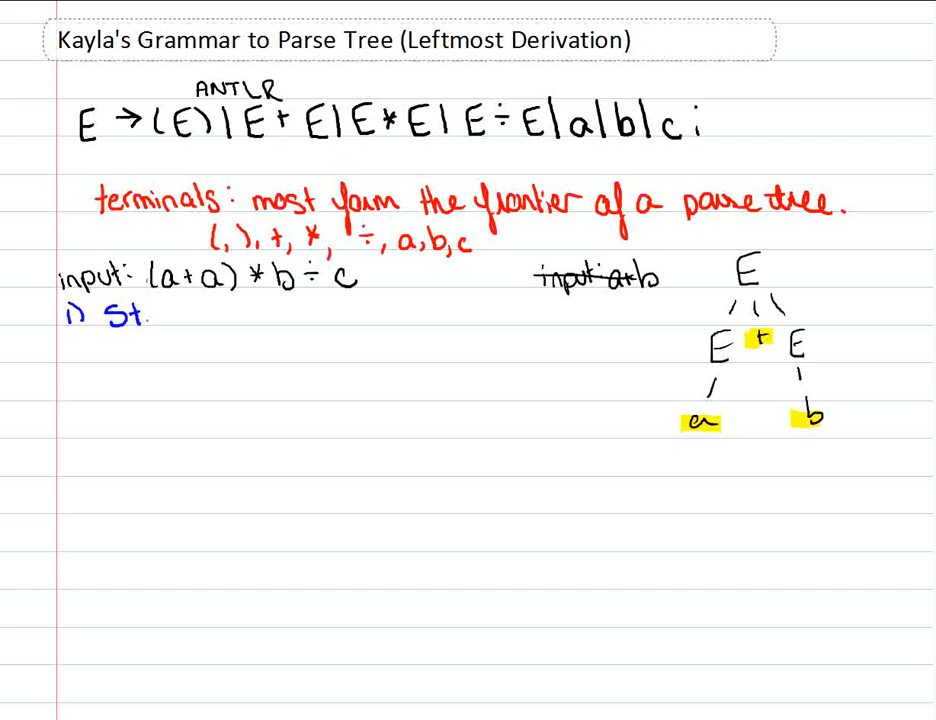 Kayla's Grammar to Parse Tree (Leftmost Derivation)
ANTLR
E → (E) | E + E | E * E | E ÷ E | a | b | c ;
terminals: most form the frontier of a parse tree.
(, ), +, *, ÷, a, b, c
input: (a+a) * b ÷ c
input: a+b
E
1) St.
E + E
a b